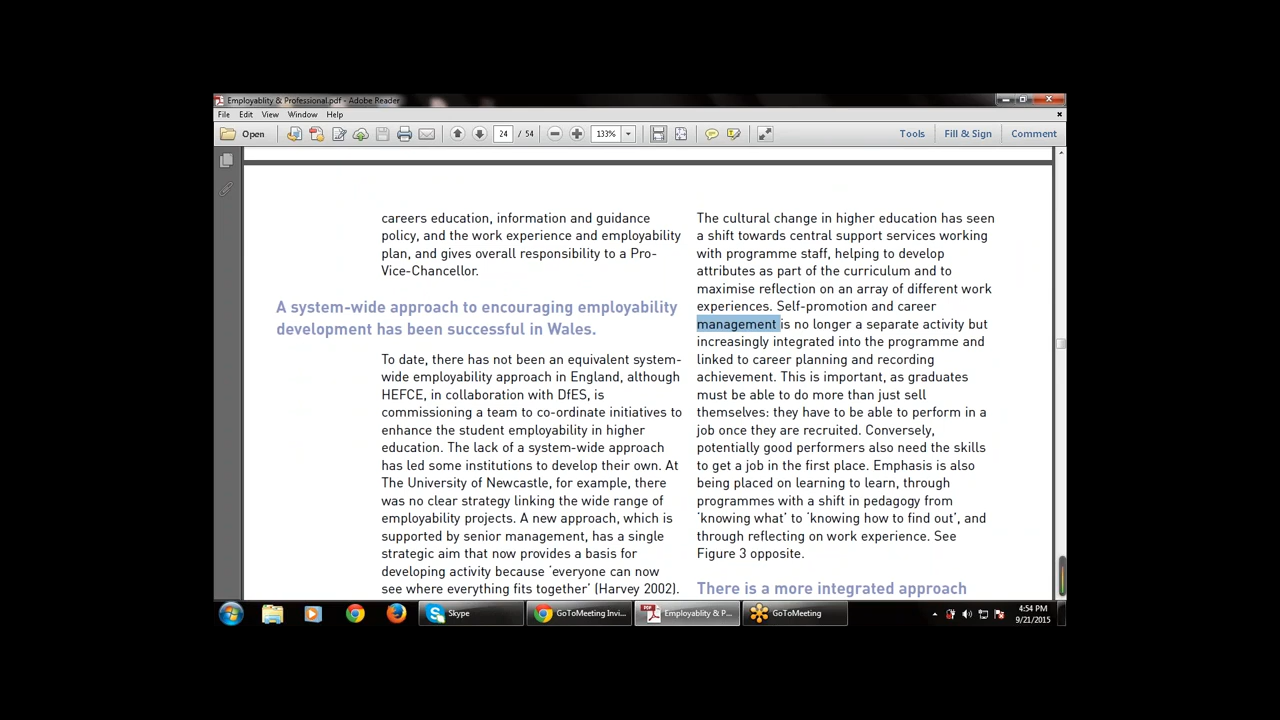 Employablity & Professional.pdf - Adobe Reader
File Edit View Window Help
Open 24 / 54 133% Tools Fill & Sign Comment
careers education, information and guidance
policy, and the work experience and employability
plan, and gives overall responsibility to a Pro-
Vice-Chancellor.
A system-wide approach to encouraging employability
development has been successful in Wales.
To date, there has not been an equivalent system-
wide employability approach in England, although
HEFCE, in collaboration with DfES, is
commissioning a team to co-ordinate initiatives to
enhance the student employability in higher
education. The lack of a system-wide approach
has led some institutions to develop their own. At
The University of Newcastle, for example, there
was no clear strategy linking the wide range of
employability projects. A new approach, which is
supported by senior management, has a single
strategic aim that now provides a basis for
developing activity because ‘everyone can now
see where everything fits together’ (Harvey 2002).
The cultural change in higher education has seen
a shift towards central support services working
with programme staff, helping to develop
attributes as part of the curriculum and to
maximise reflection on an array of different work
experiences. Self-promotion and career
management is no longer a separate activity but
increasingly integrated into the programme and
linked to career planning and recording
achievement. This is important, as graduates
must be able to do more than just sell
themselves: they have to be able to perform in a
job once they are recruited. Conversely,
potentially good performers also need the skills
to get a job in the first place. Emphasis is also
being placed on learning to learn, through
programmes with a shift in pedagogy from
‘knowing what’ to ‘knowing how to find out’, and
through reflecting on work experience. See
Figure 3 opposite.
There is a more integrated approach
Skype GoToMeeting Invi... Employablity & P... GoToMeeting 4:54 PM
9/21/2015